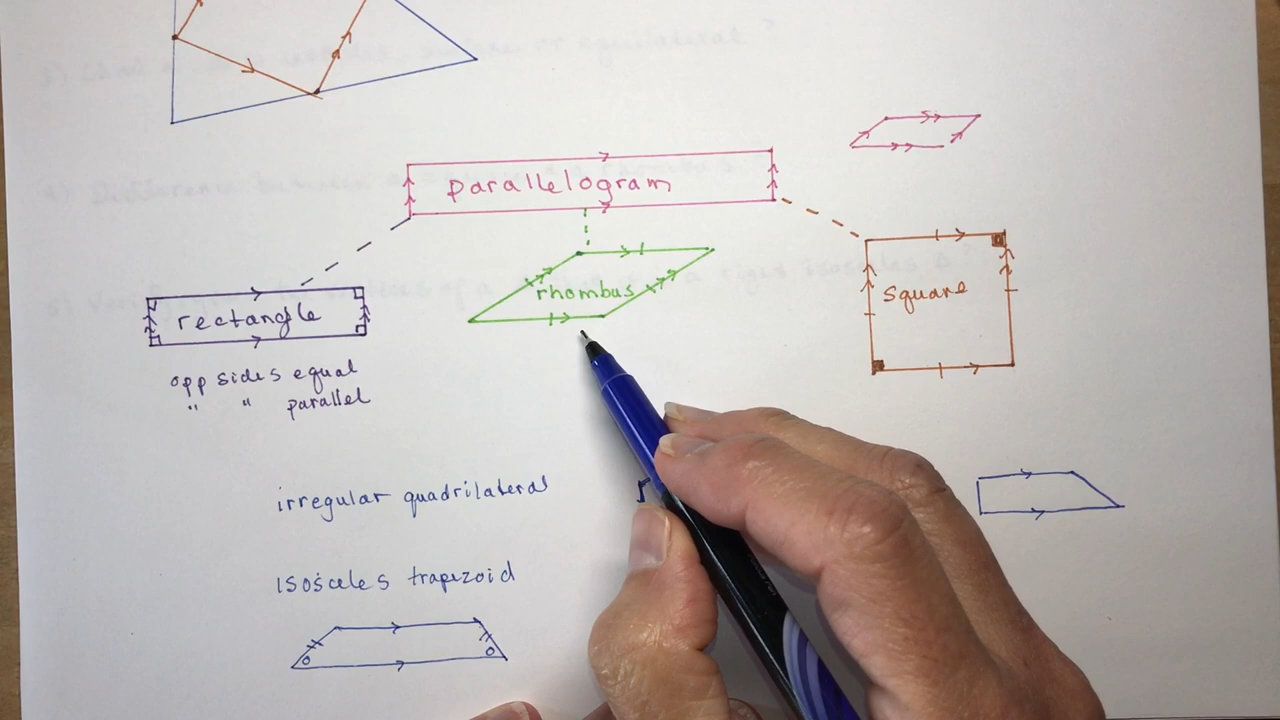 parallelogram
rhombus
square
rectangle
opp sides equal
" " parallel
irregular quadrilateral
isosceles trapezoid